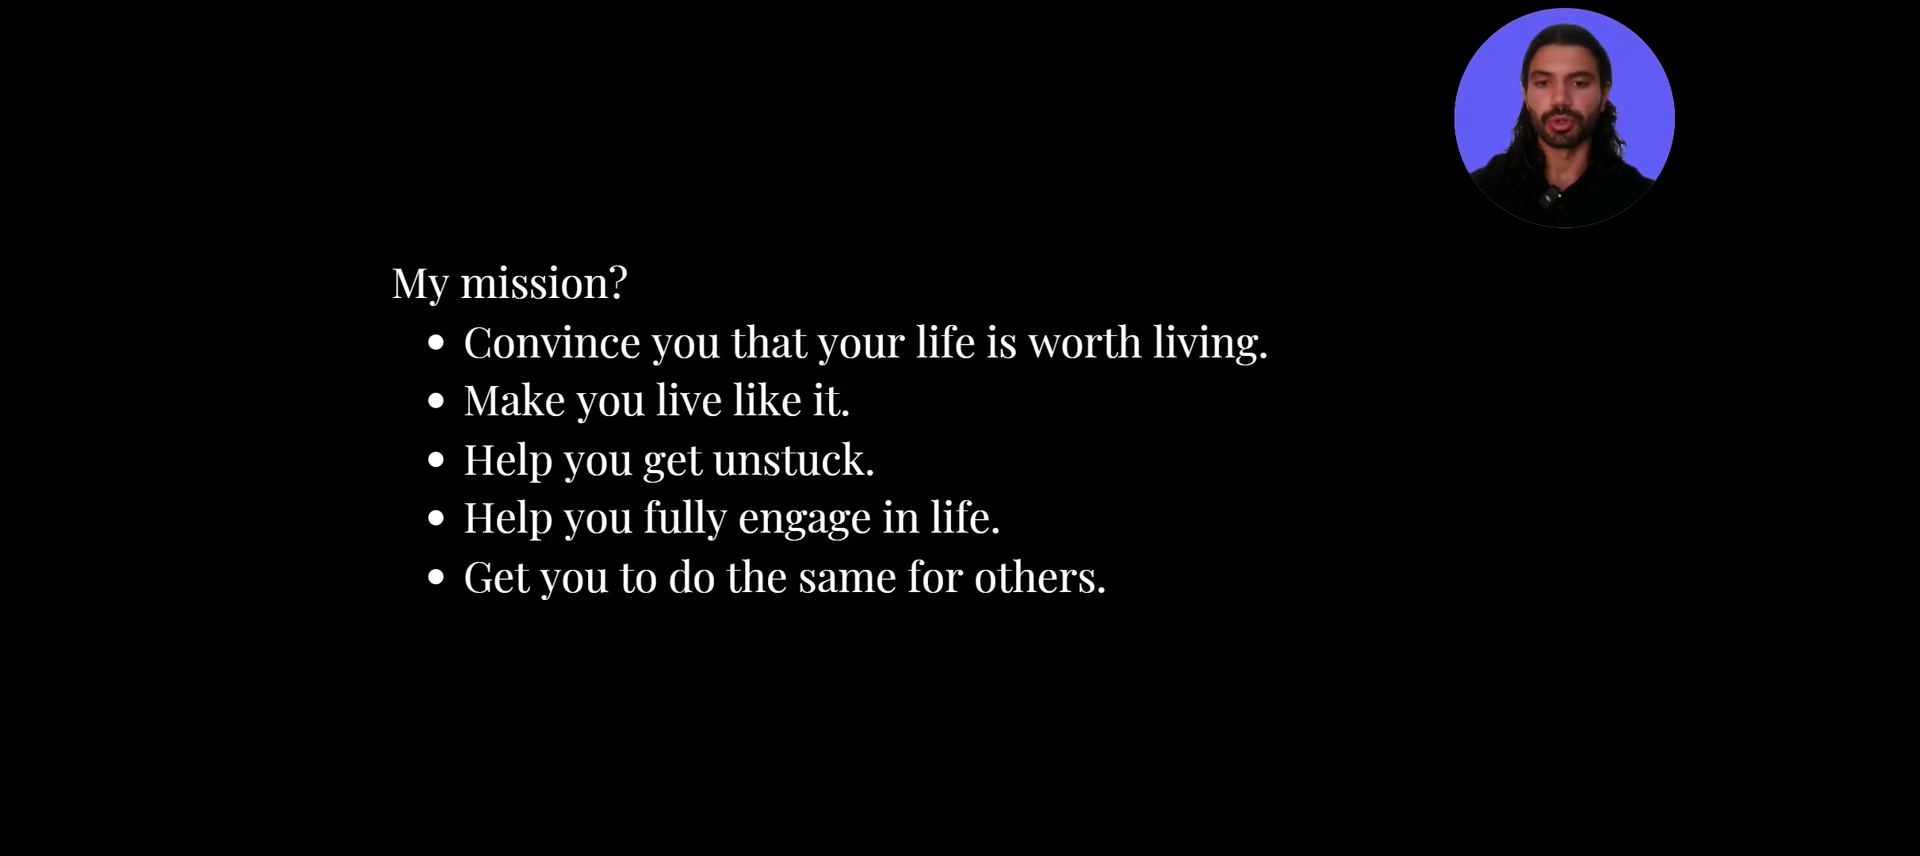 My mission?
• Convince you that your life is worth living.
• Make you live like it.
• Help you get unstuck.
• Help you fully engage in life.
• Get you to do the same for others.